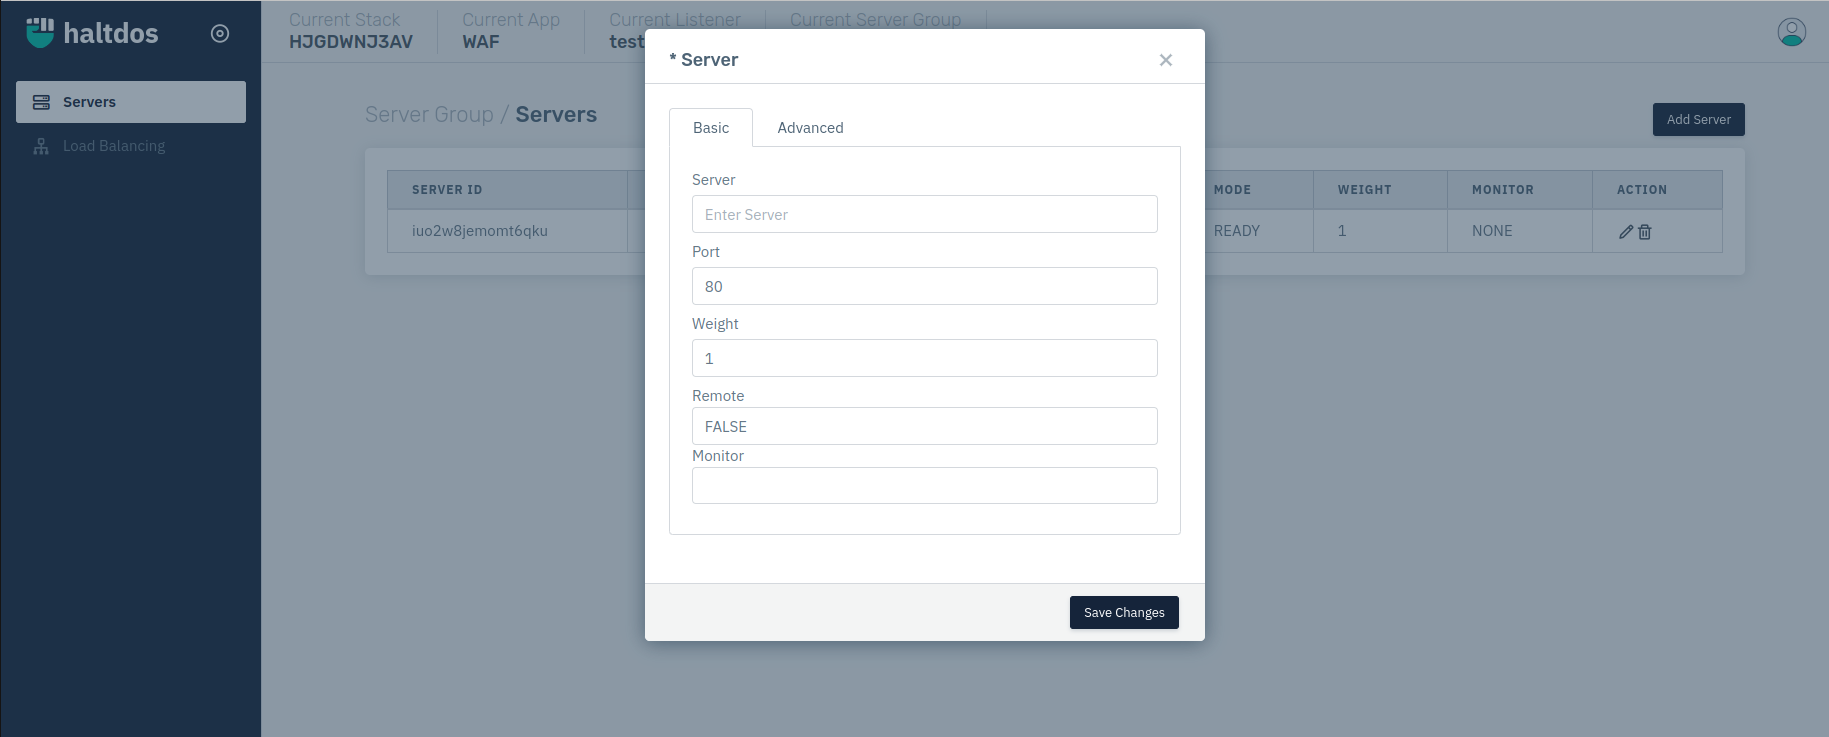 haltdos
Current Stack
HJGDWNJ3AV
Current App
WAF
Current Listener
test
Current Server Group
Servers
Load Balancing
Server Group / Servers
Add Server
SERVER ID
MODE
WEIGHT
MONITOR
ACTION
iuo2w8jemomt6qku
READY
1
NONE
* Server
Basic
Advanced
Server
Enter Server
Port
80
Weight
1
Remote
FALSE
Monitor
Save Changes